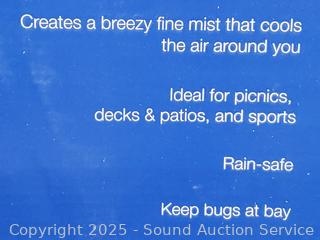 Creates a breezy fine mist that cools
the air around you
Ideal for picnics,
decks & patios, and sports
Rain-safe
Keep bugs at bay
Copyright 2025 - Sound Auction Service